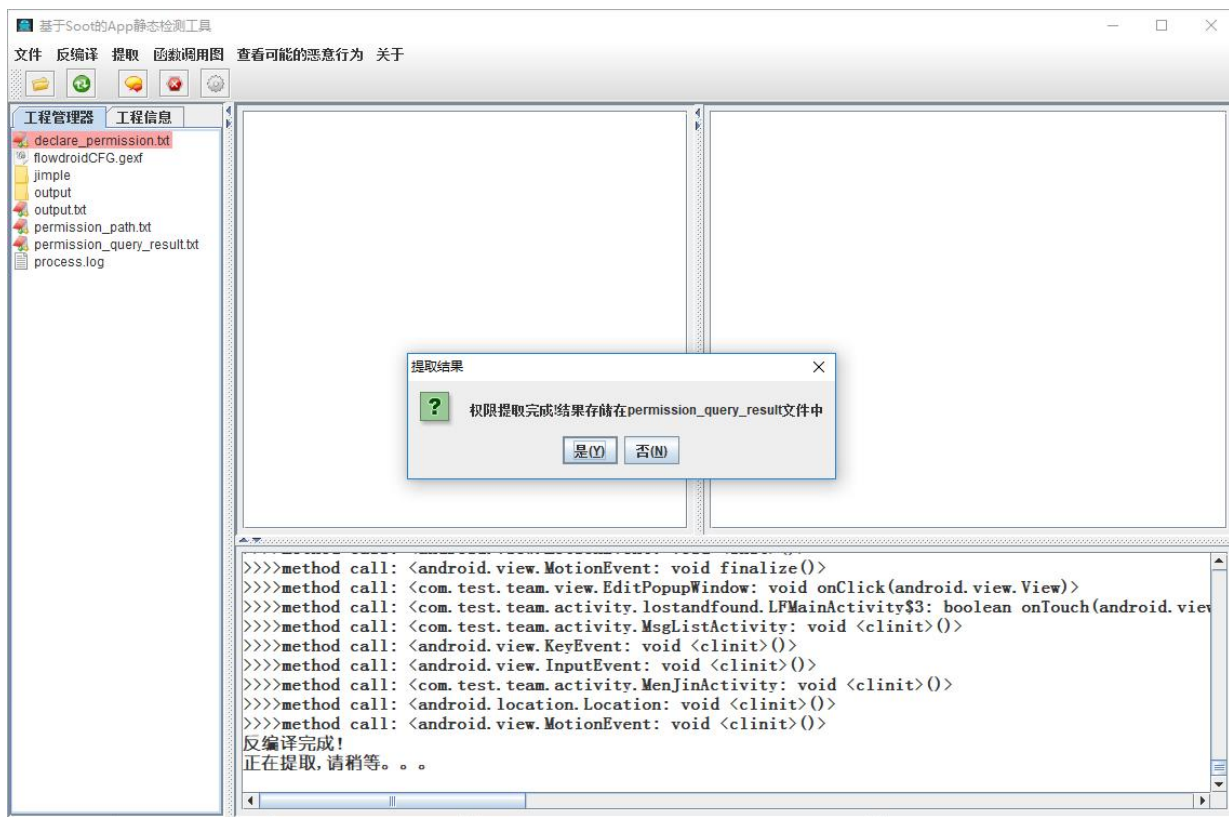 基于Soot的App静态检测工具
文件 反编译 提取 函数调用图 查看可能的恶意行为 关于
工程管理器 工程信息
declare_permission.txt
flowdroidCFG.gexf
jimple
output
output.txt
permission_path.txt
permission_query_result.txt
process.log
提取结果
?
权限提取完成!结果存储在permission_query_result文件中
是(Y) 否(N)
>>>>method call: <android.view.MotionEvent: void finalize()>
>>>>method call: <com.test.team.view.EditPopupWindow: void onClick(android.view.View)>
>>>>method call: <com.test.team.activity.lostandfound.LFMainActivity$3: boolean onTouch(android.view
>>>>method call: <com.test.team.activity.MsgListActivity: void <clinit>()>
>>>>method call: <android.view.KeyEvent: void <clinit>()>
>>>>method call: <android.view.InputEvent: void <clinit>()>
>>>>method call: <com.test.team.activity.MenJinActivity: void <clinit>()>
>>>>method call: <android.location.Location: void <clinit>()>
>>>>method call: <android.view.MotionEvent: void <clinit>()>
反编译完成!
正在提取,请稍等。。。